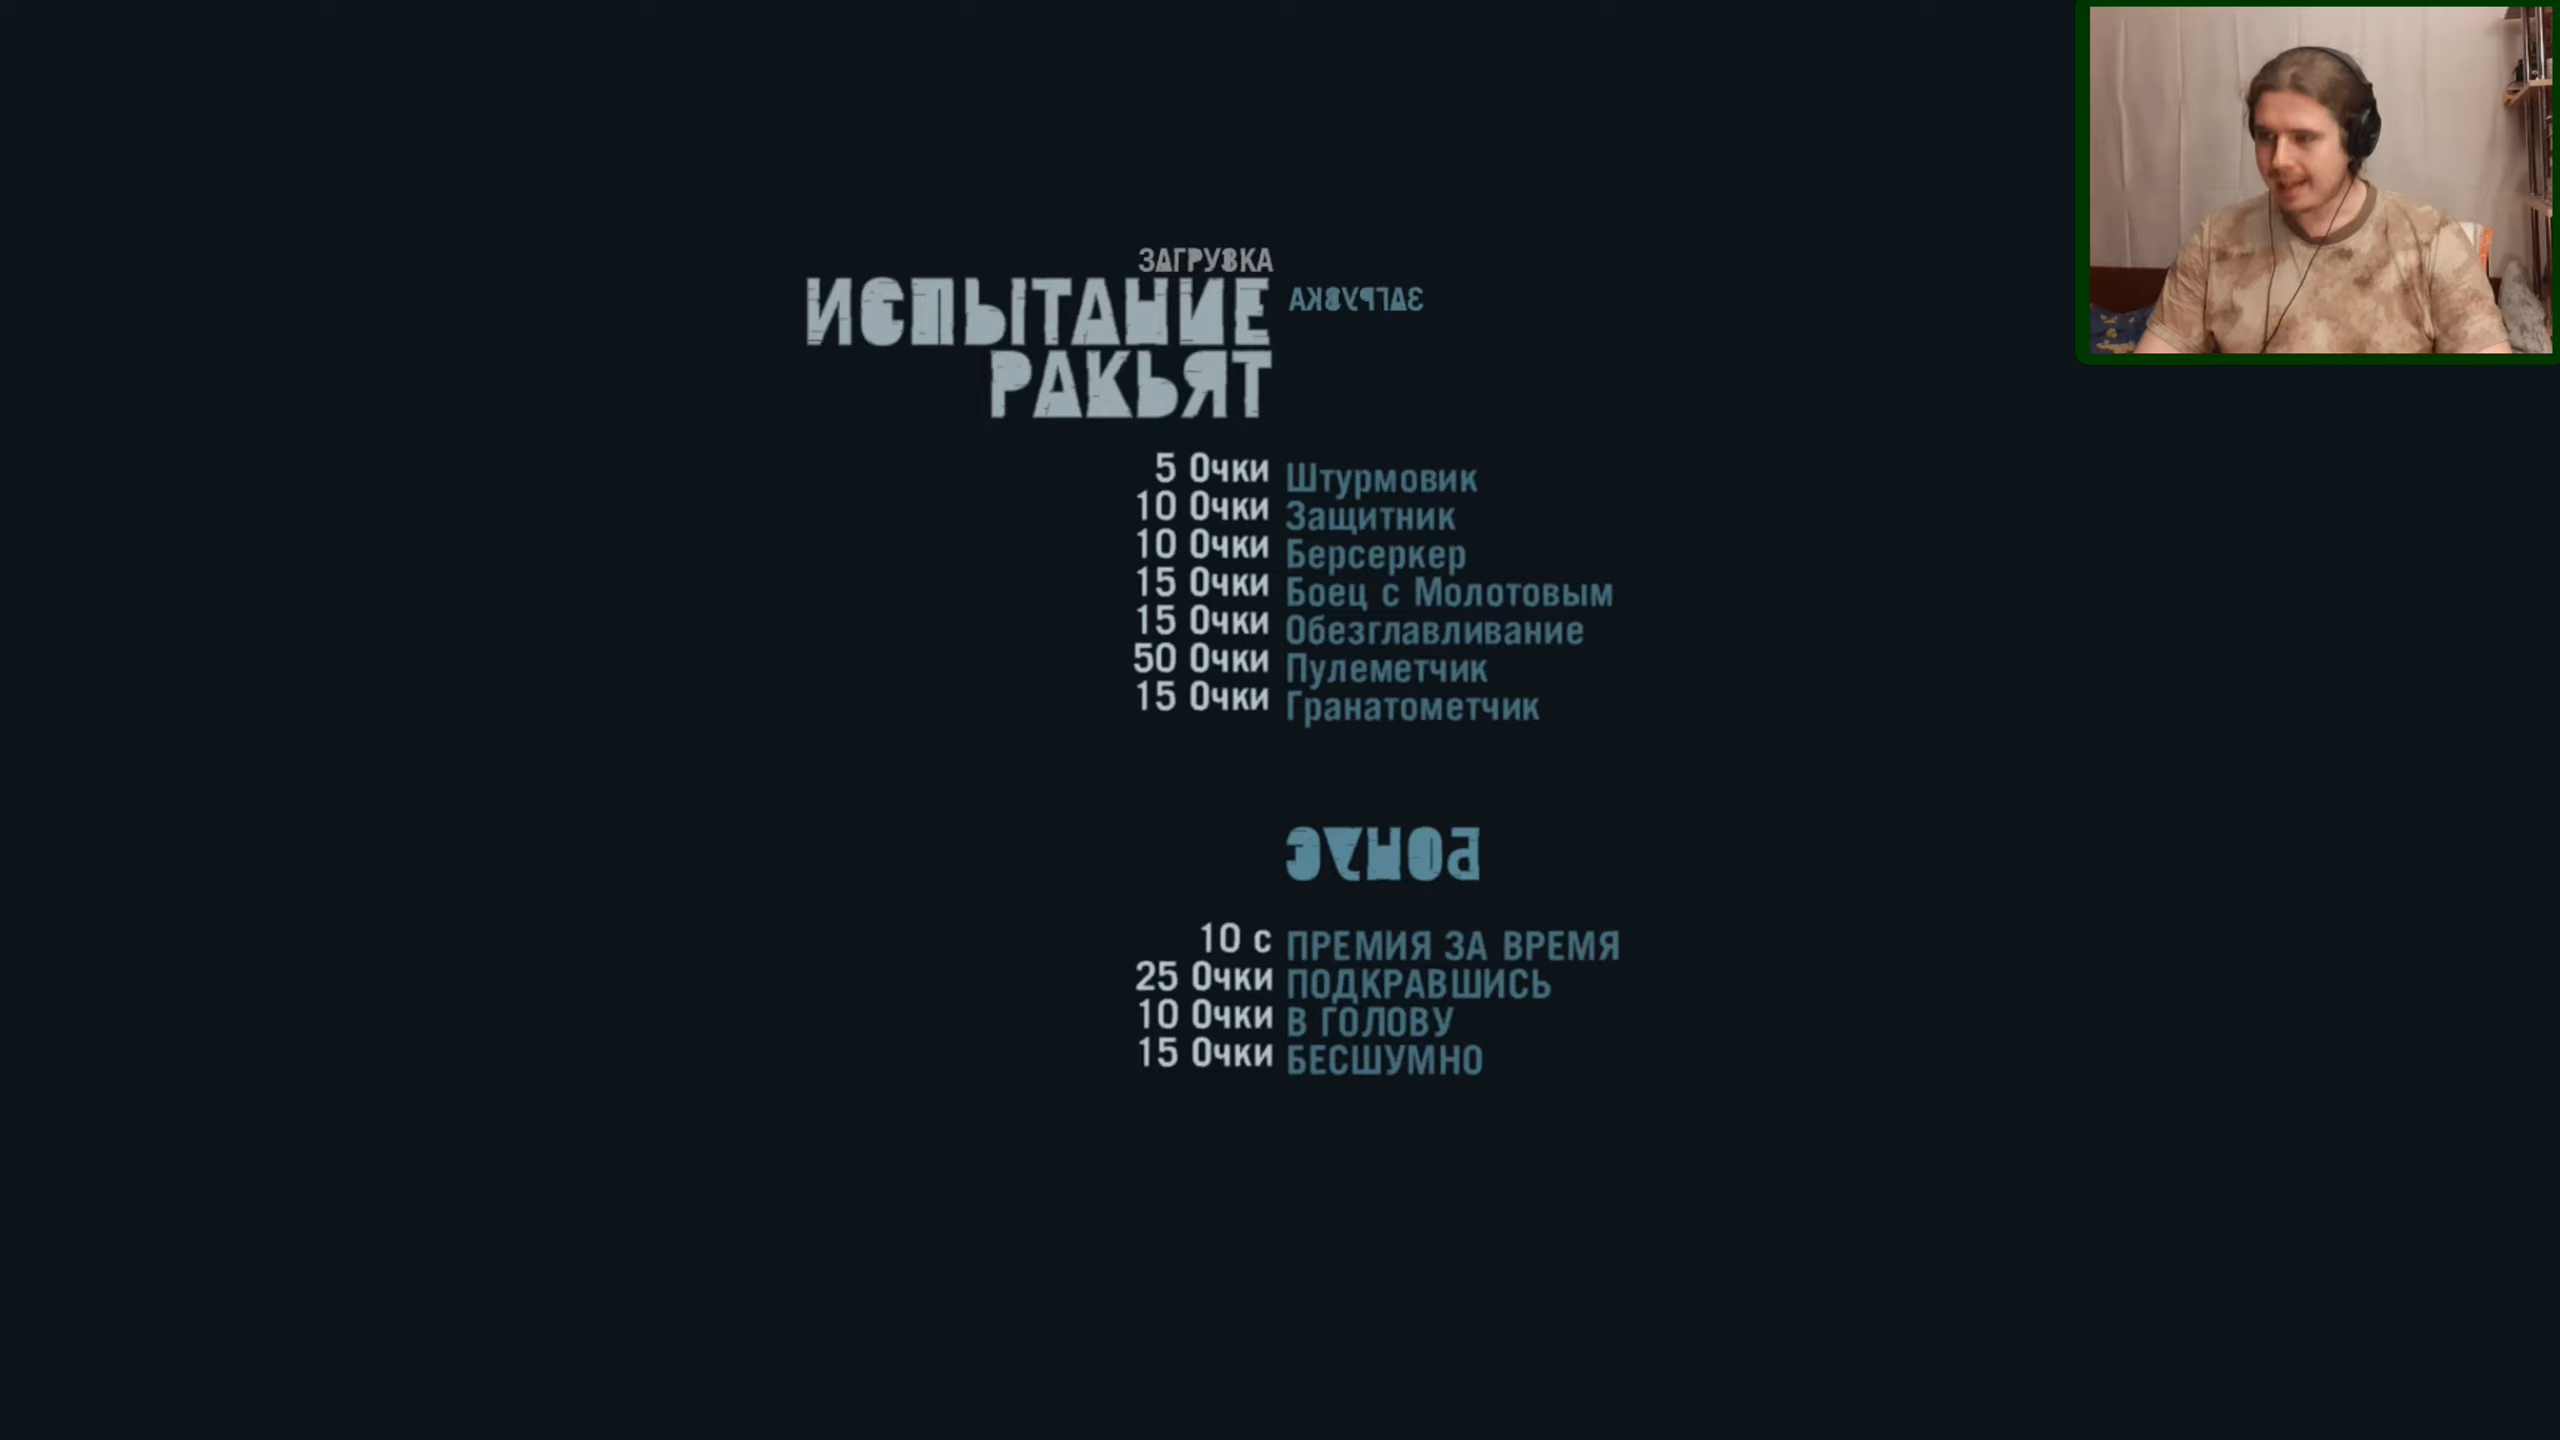 ЗАГРУЗКА
ИСПЫТАНИЕ ЗАГРУЗКА
РАКЬЯТ
5 Очки Штурмовик
10 Очки Защитник
10 Очки Берсеркер
15 Очки Боец с Молотовым
15 Очки Обезглавливание
50 Очки Пулеметчик
15 Очки Гранатометчик
БОНУС
10 с ПРЕМИЯ ЗА ВРЕМЯ
25 Очки ПОДКРАВШИСЬ
10 Очки В ГОЛОВУ
15 Очки БЕСШУМНО